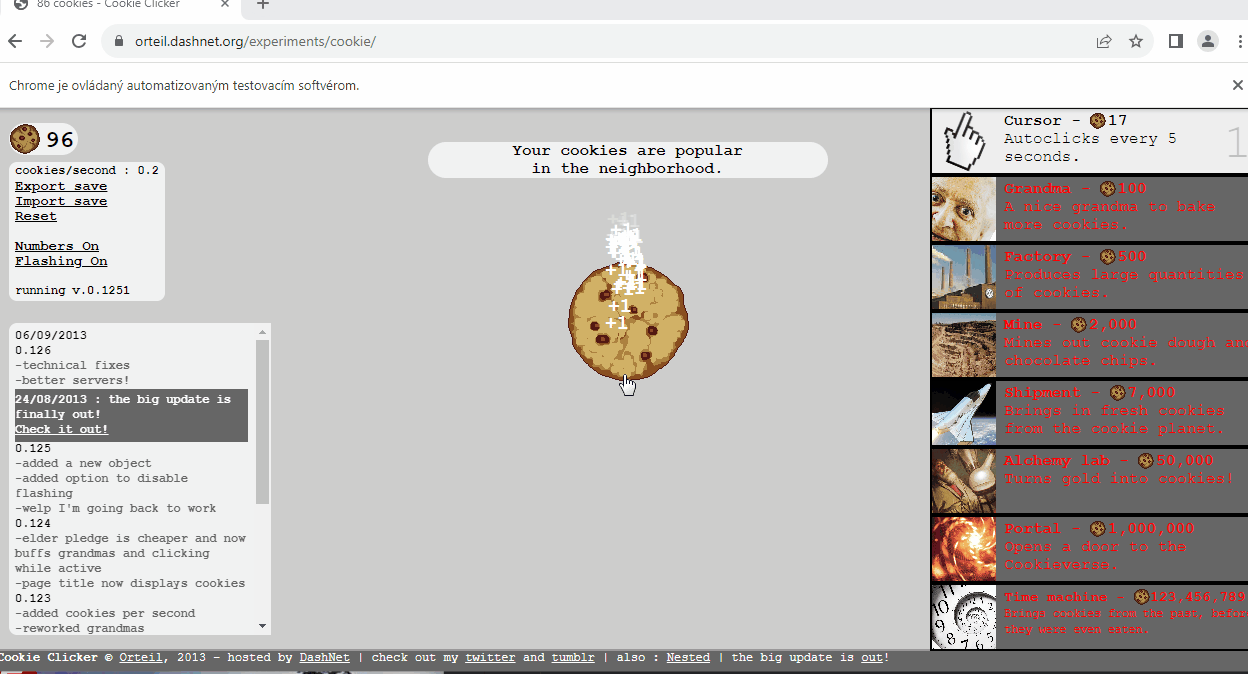 86 cookies - Cookie Clicker
orteil.dashnet.org/experiments/cookie/
Chrome je ovládaný automatizovaným testovacím softvérom.
96
cookies/second : 0.2
Export save
Import save
Reset
Numbers On
Flashing On
running v.0.1251
06/09/2013
0.126
-technical fixes
-better servers!
24/08/2013 : the big update is
finally out!
Check it out!
0.125
-added a new object
-added option to disable
flashing
-welp I'm going back to work
0.124
-elder pledge is cheaper and now
buffs grandmas and clicking
while active
-page title now displays cookies
0.123
-added cookies per second
-reworked grandmas
Your cookies are popular
in the neighborhood.
+1
+1
+1
+1
+1
Cursor - 17
Autoclicks every 5
seconds.
1
Grandma - 100
A nice grandma to bake
more cookies.
Factory - 500
Produces large quantities
of cookies.
Mine - 2,000
Mines out cookie dough and
chocolate chips.
Shipment - 7,000
Brings in fresh cookies
from the cookie planet.
Alchemy lab - 50,000
Turns gold into cookies!
Portal - 1,000,000
Opens a door to the
Cookieverse.
Time machine - 123,456,789
Brings cookies from the past, before
they were even eaten.
Cookie Clicker © Orteil, 2013 - hosted by DashNet | check out my twitter and tumblr | also : Nested | the big update is out!